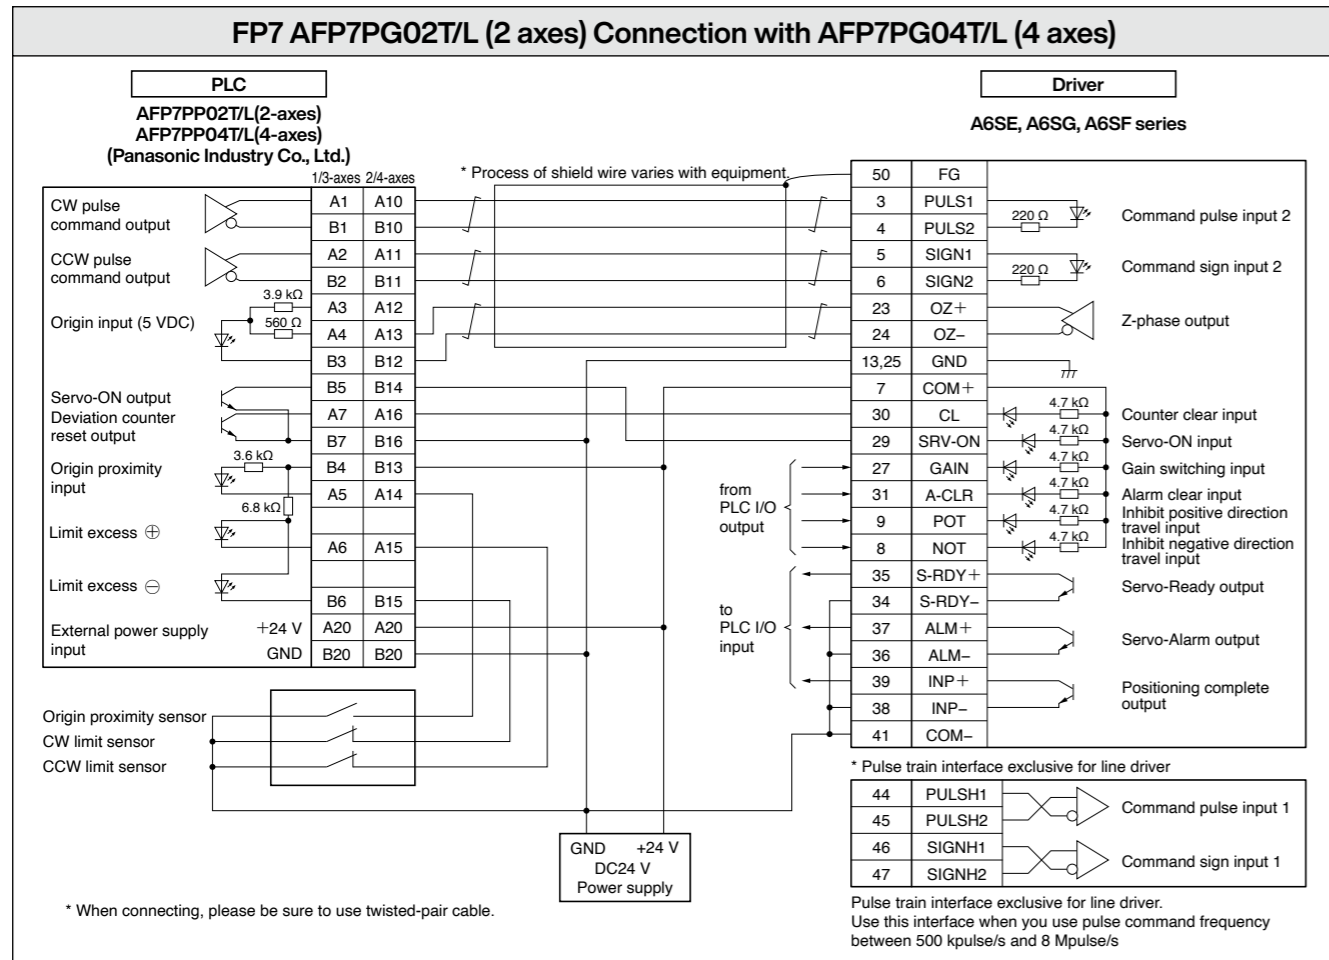 FP7 AFP7PG02T/L (2 axes) Connection with AFP7PG04T/L (4 axes)
PLC
AFP7PP02T/L(2-axes)
AFP7PP04T/L(4-axes)
(Panasonic Industry Co., Ltd.)
Driver
A6SE, A6SG, A6SF series
1/3-axes 2/4-axes
* Process of shield wire varies with equipment.
CW pulse
command output
A1 A10
B1 B10
CCW pulse
command output
A2 A11
B2 B11
Origin input (5 VDC)
3.9 kΩ
560 Ω
A3 A12
A4 A13
B3 B12
Servo-ON output
B5 B14
Deviation counter
reset output
A7 A16
B7 B16
Origin proximity
input
3.6 kΩ
B4 B13
A5 A14
6.8 kΩ
Limit excess ⊕
A6 A15
Limit excess ⊖
B6 B15
External power supply
input
+24 V A20 A20
GND B20 B20
Origin proximity sensor
CW limit sensor
CCW limit sensor
GND +24 V
DC24 V
Power supply
* When connecting, please be sure to use twisted-pair cable.
from
PLC I/O
output
to
PLC I/O
input
50 FG
3 PULS1
4 PULS2
220 Ω
Command pulse input 2
5 SIGN1
6 SIGN2
220 Ω
Command sign input 2
23 OZ+
24 OZ−
Z-phase output
13,25 GND
7 COM+
30 CL 4.7 kΩ Counter clear input
29 SRV-ON 4.7 kΩ Servo-ON input
27 GAIN 4.7 kΩ Gain switching input
31 A-CLR 4.7 kΩ Alarm clear input
9 POT 4.7 kΩ Inhibit positive direction
travel input
8 NOT 4.7 kΩ Inhibit negative direction
travel input
35 S-RDY+
34 S-RDY−
Servo-Ready output
37 ALM+
36 ALM−
Servo-Alarm output
39 INP+
38 INP−
Positioning complete
output
41 COM−
* Pulse train interface exclusive for line driver
44 PULSH1
45 PULSH2
Command pulse input 1
46 SIGNH1
47 SIGNH2
Command sign input 1
Pulse train interface exclusive for line driver.
Use this interface when you use pulse command frequency
between 500 kpulse/s and 8 Mpulse/s